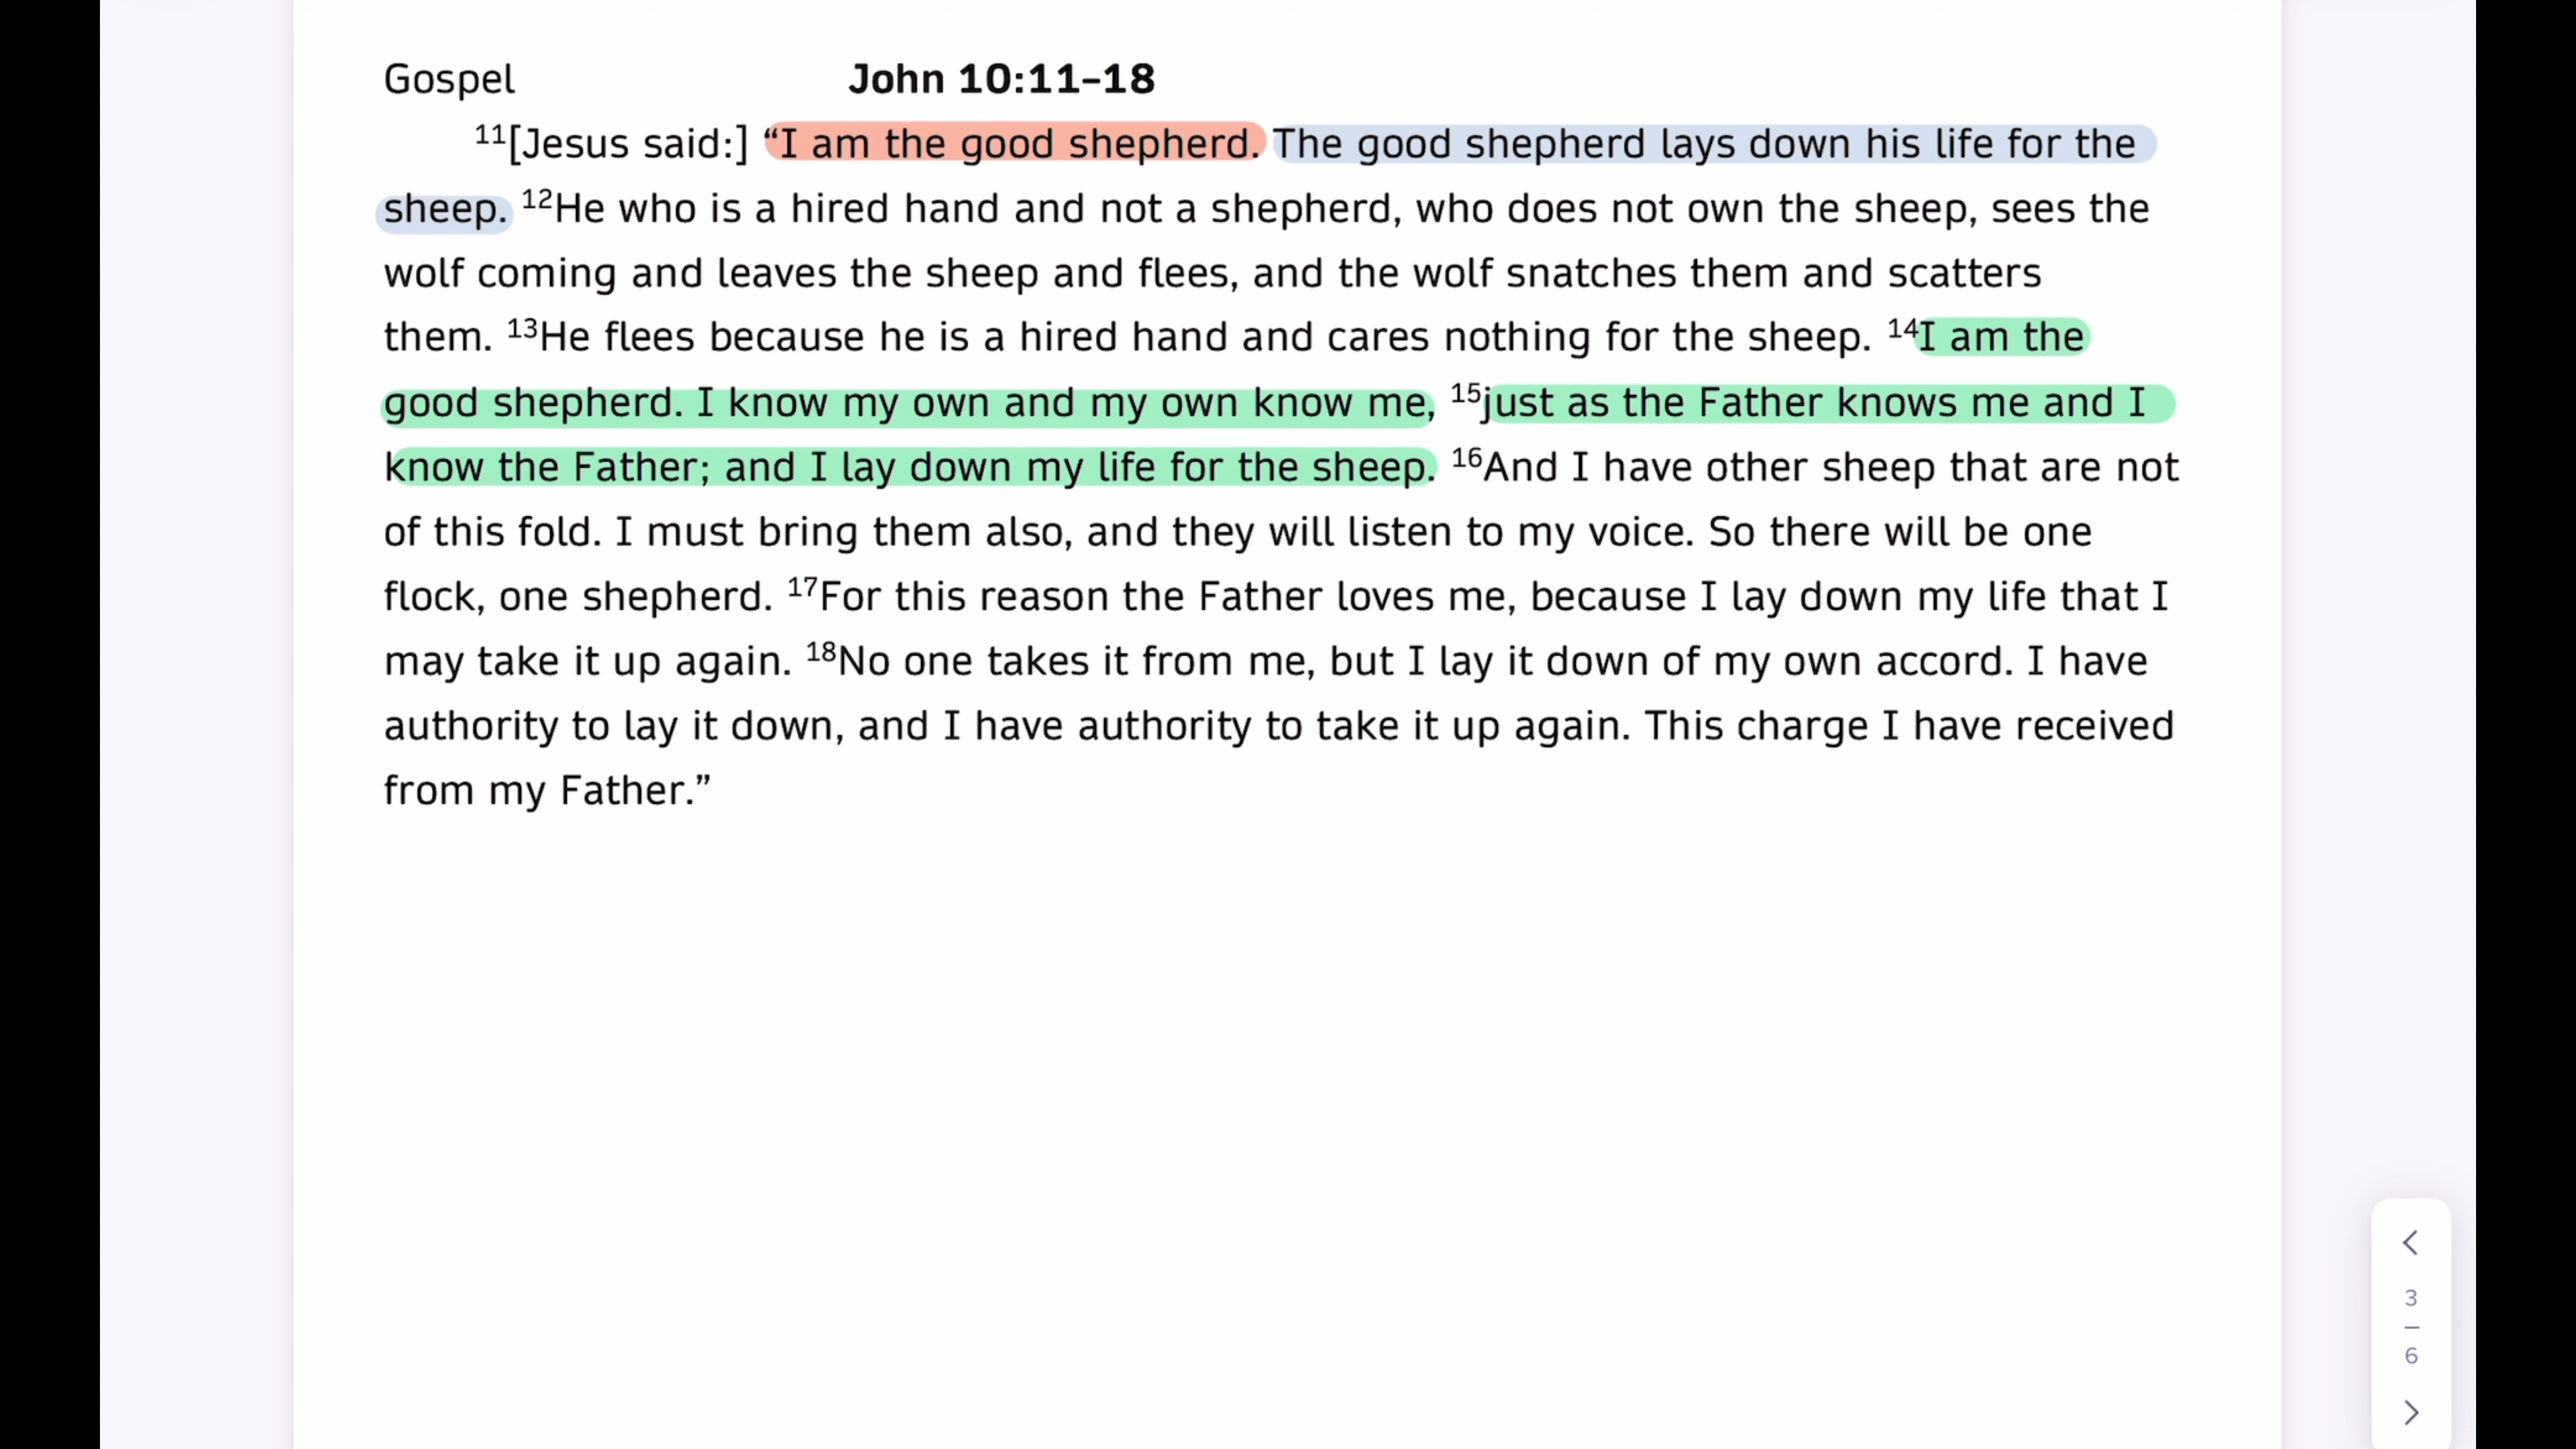 Gospel John 10:11–18
11[Jesus said:] “I am the good shepherd. The good shepherd lays down his life for the
sheep. 12He who is a hired hand and not a shepherd, who does not own the sheep, sees the
wolf coming and leaves the sheep and flees, and the wolf snatches them and scatters
them. 13He flees because he is a hired hand and cares nothing for the sheep. 14I am the
good shepherd. I know my own and my own know me, 15just as the Father knows me and I
know the Father; and I lay down my life for the sheep. 16And I have other sheep that are not
of this fold. I must bring them also, and they will listen to my voice. So there will be one
flock, one shepherd. 17For this reason the Father loves me, because I lay down my life that I
may take it up again. 18No one takes it from me, but I lay it down of my own accord. I have
authority to lay it down, and I have authority to take it up again. This charge I have received
from my Father.”
3
–
6